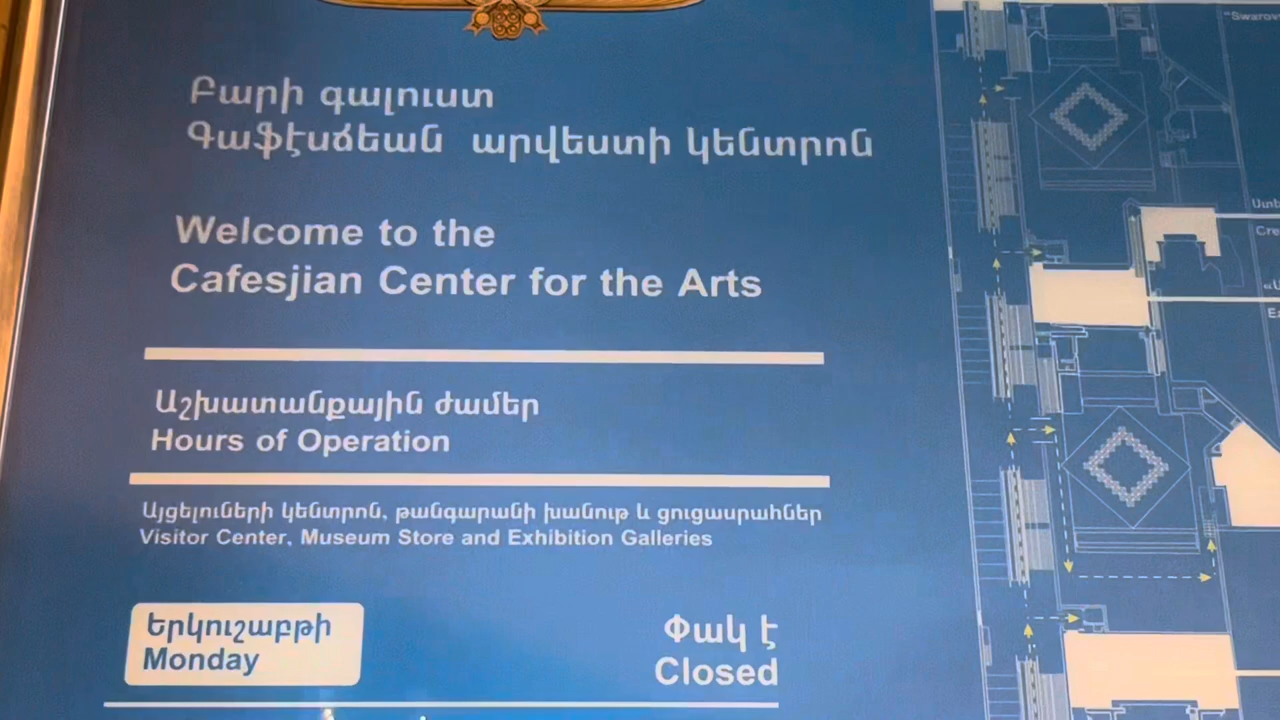 Բարի գալուստ
Գաֆէսճեան արվեստի կենտրոն
Welcome to the
Cafesjian Center for the Arts
Աշխատանքային ժամեր
Hours of Operation
Այցելուների կենտրոն, թանգարանի խանութ և ցուցասրահներ
Visitor Center, Museum Store and Exhibition Galleries
Երկուշաբթի
Monday
Փակ է
Closed